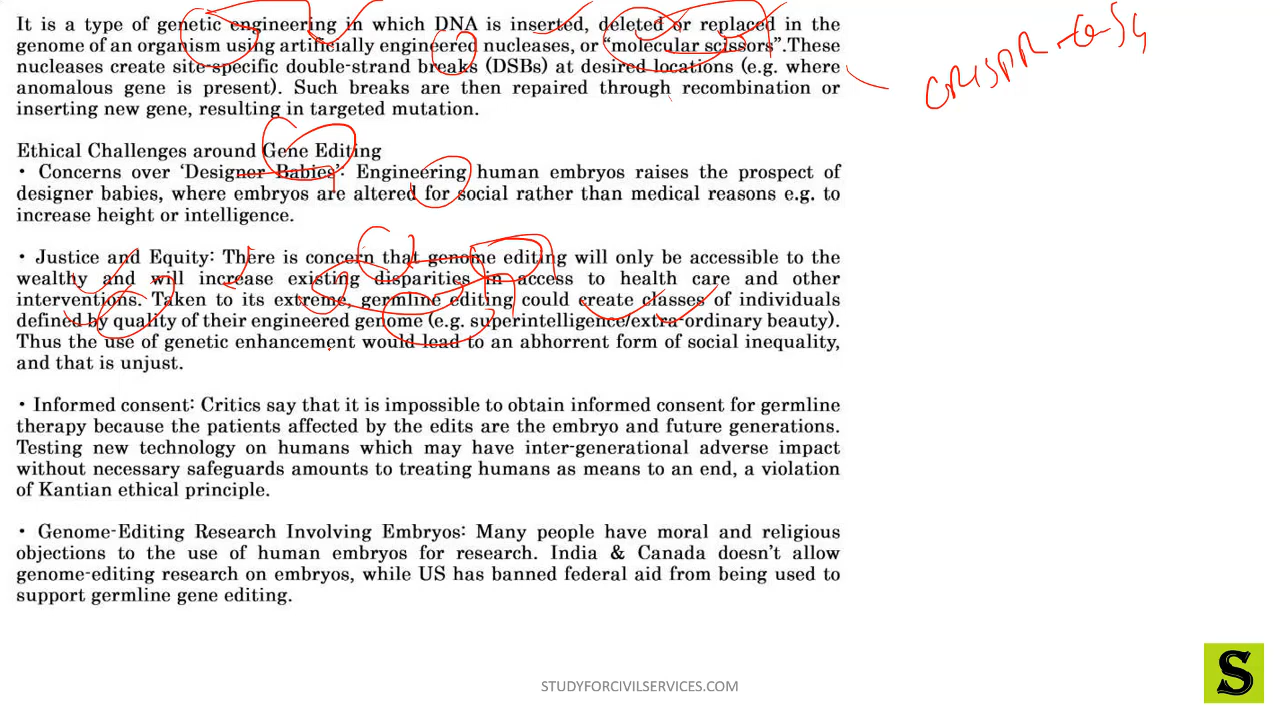 It is a type of genetic engineering in which DNA is inserted, deleted or replaced in the
genome of an organism using artificially engineered nucleases, or “molecular scissors”.These
nucleases create site-specific double-strand breaks (DSBs) at desired locations (e.g. where
anomalous gene is present). Such breaks are then repaired through recombination or
inserting new gene, resulting in targeted mutation.
CRISPR
Ethical Challenges around Gene Editing
• Concerns over ‘Designer Babies’: Engineering human embryos raises the prospect of
designer babies, where embryos are altered for social rather than medical reasons e.g. to
increase height or intelligence.
• Justice and Equity: There is concern that genome editing will only be accessible to the
wealthy and will increase existing disparities in access to health care and other
interventions. Taken to its extreme, germline editing could create classes of individuals
defined by quality of their engineered genome (e.g. superintelligence/extra-ordinary beauty).
Thus the use of genetic enhancement would lead to an abhorrent form of social inequality,
and that is unjust.
• Informed consent: Critics say that it is impossible to obtain informed consent for germline
therapy because the patients affected by the edits are the embryo and future generations.
Testing new technology on humans which may have inter-generational adverse impact
without necessary safeguards amounts to treating humans as means to an end, a violation
of Kantian ethical principle.
• Genome-Editing Research Involving Embryos: Many people have moral and religious
objections to the use of human embryos for research. India & Canada doesn’t allow
genome-editing research on embryos, while US has banned federal aid from being used to
support germline gene editing.
STUDYFORCIVILSERVICES.COM
S